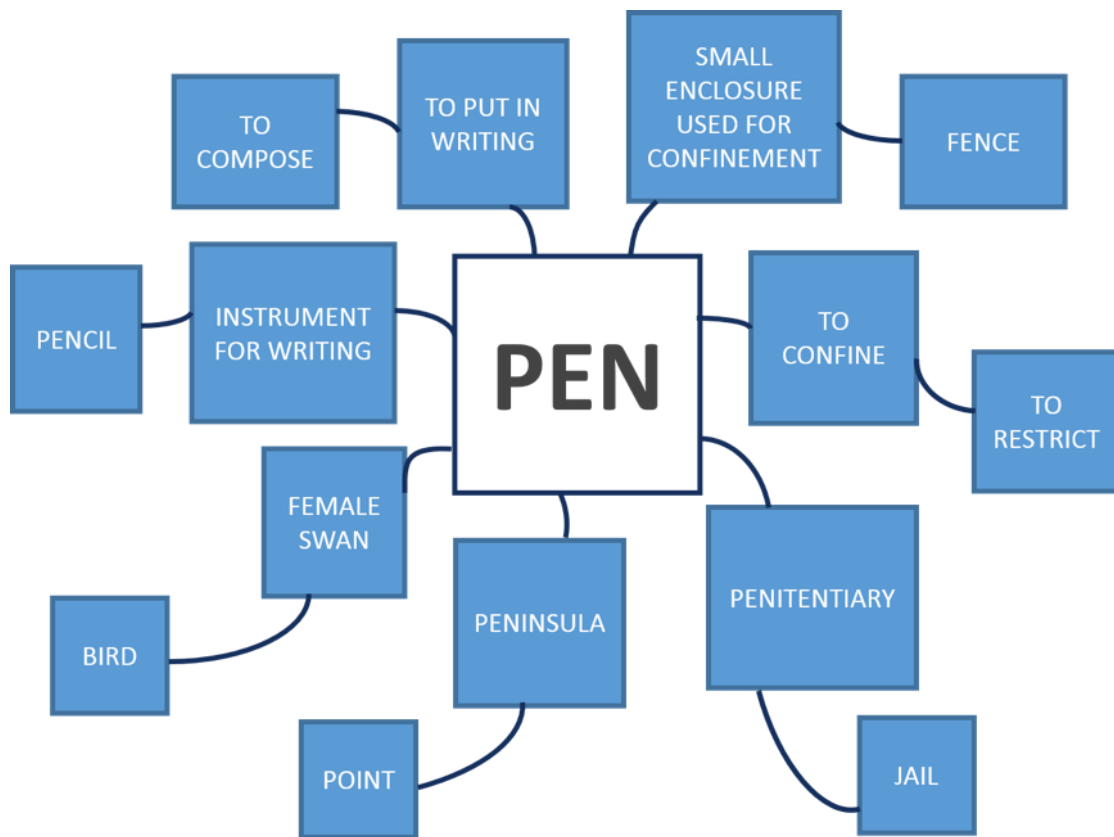 TO
COMPOSE
TO PUT IN
WRITING
SMALL
ENCLOSURE
USED FOR
CONFINEMENT
FENCE
PENCIL
INSTRUMENT
FOR WRITING
PEN
TO
CONFINE
TO
RESTRICT
FEMALE
SWAN
BIRD
PENINSULA
POINT
PENITENTIARY
JAIL